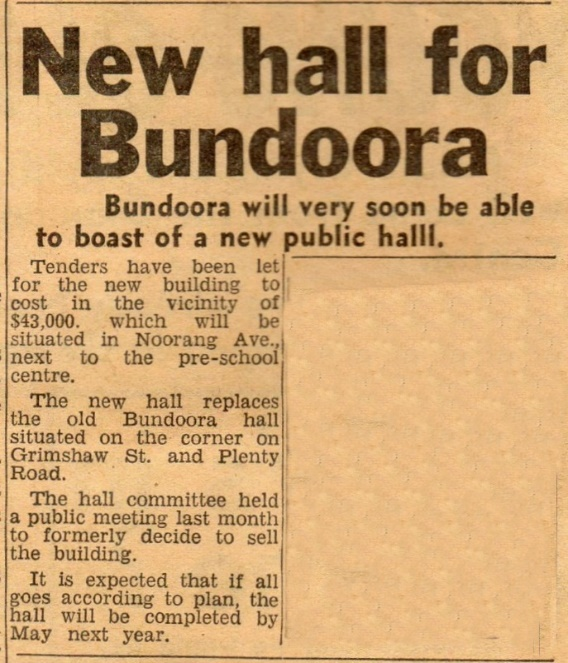 New hall for
Bundoora
Bundoora will very soon be able
to boast of a new public halll.
Tenders have been let
for the new building to
cost in the vicinity of
$43,000. which will be
situated in Noorang Ave.,
next to the pre-school
centre.
The new hall replaces
the old Bundoora hall
situated on the corner on
Grimshaw St. and Plenty
Road.
The hall committee held
a public meeting last month
to formerly decide to sell
the building.
It is expected that if all
goes according to plan, the
hall will be completed by
May next year.